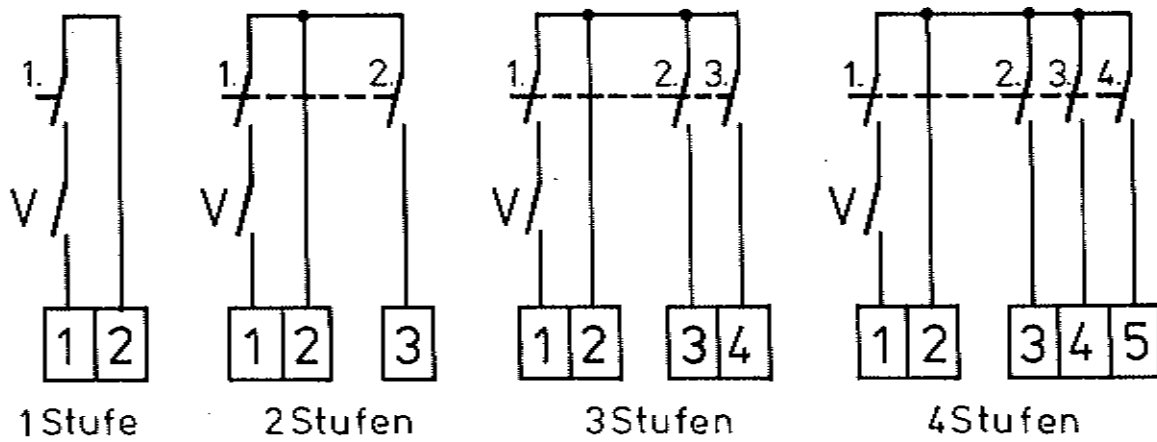 1. 1. 2. 1. 2. 3. 1. 2. 3. 4.
V V V V
1 2 1 2 3 1 2 3 4 1 2 3 4 5
1 Stufe 2 Stufen 3 Stufen 4 Stufen